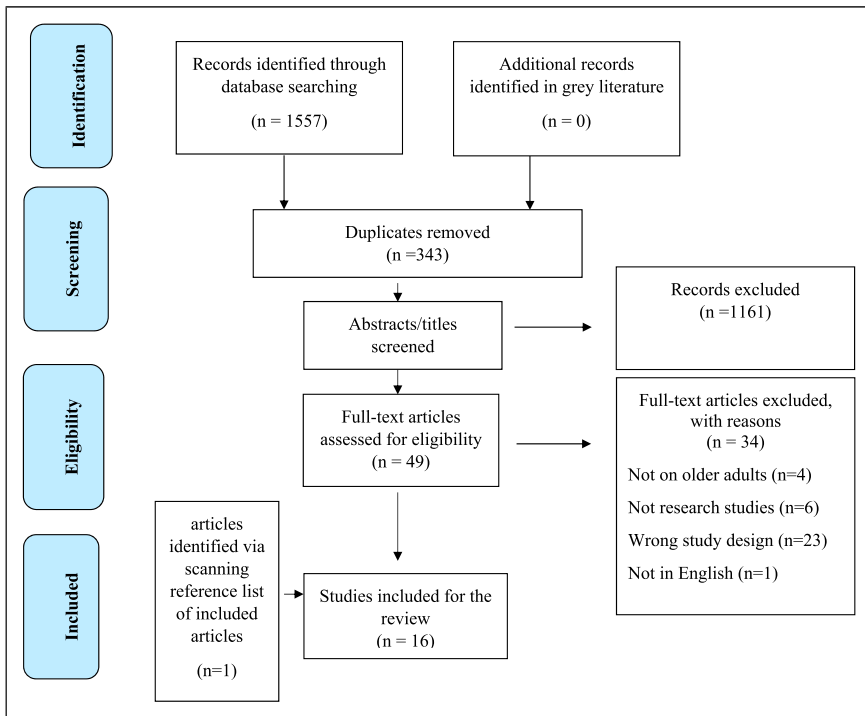 Identification
Records identified through
database searching
(n = 1557)
Additional records
identified in grey literature
(n = 0)
Screening
Duplicates removed
(n =343)
Abstracts/titles
screened
Records excluded
(n =1161)
Eligibility
Full-text articles
assessed for eligibility
(n = 49)
Full-text articles excluded,
with reasons
(n = 34)
Not on older adults (n=4)
Not research studies (n=6)
Wrong study design (n=23)
Not in English (n=1)
Included
articles
identified via
scanning
reference list
of included
articles
(n=1)
Studies included for the
review
(n = 16)